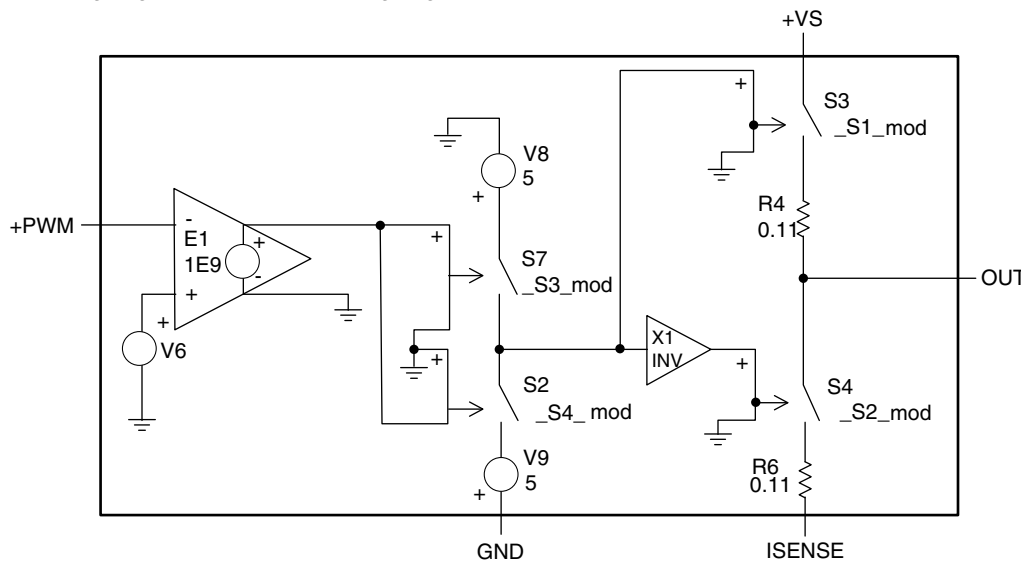 +VS
+
S3
_S1_mod
V8
5
+
R4
0.11
+PWM
-
E1
1E9
+
-
+
+
V6
+
S7
_S3_mod
OUT
+
X1
INV
+
S2
_S4_ mod
S4
_S2_mod
V9
5
+
R6
0.11
GND
ISENSE